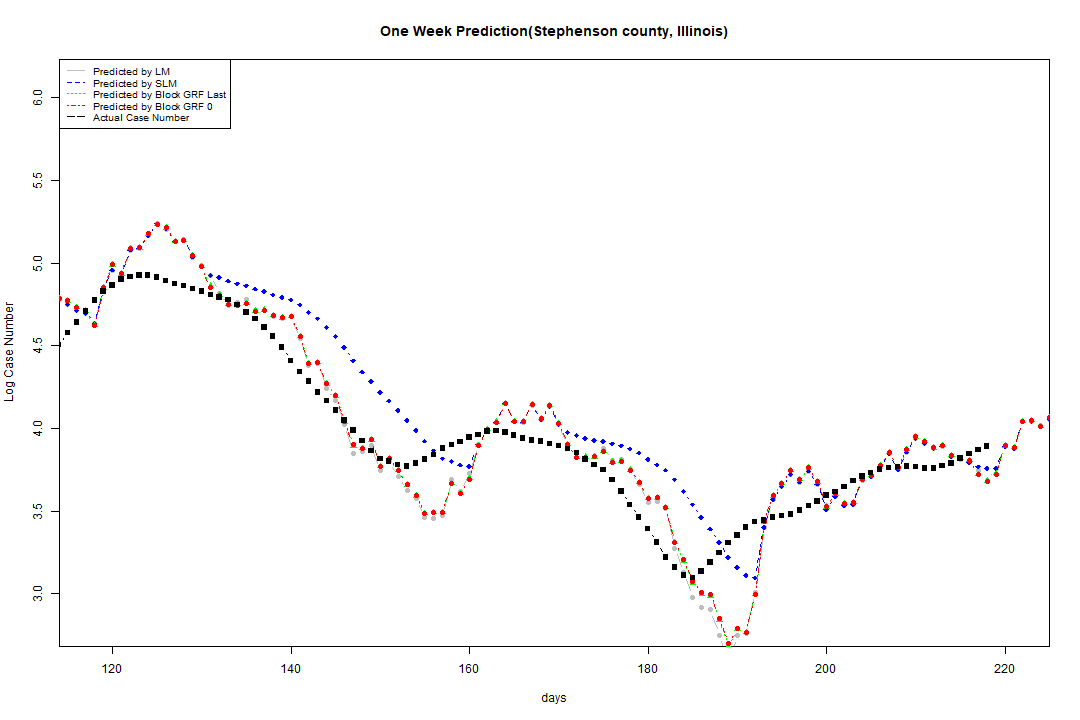 One Week Prediction(Stephenson county, Illinois)
Predicted by LM
Predicted by SLM
Predicted by Block GRF Last
Predicted by Block GRF 0
Actual Case Number
6.0
5.5
5.0
4.5
4.0
3.5
3.0
Log Case Number
120 140 160 180 200 220
days